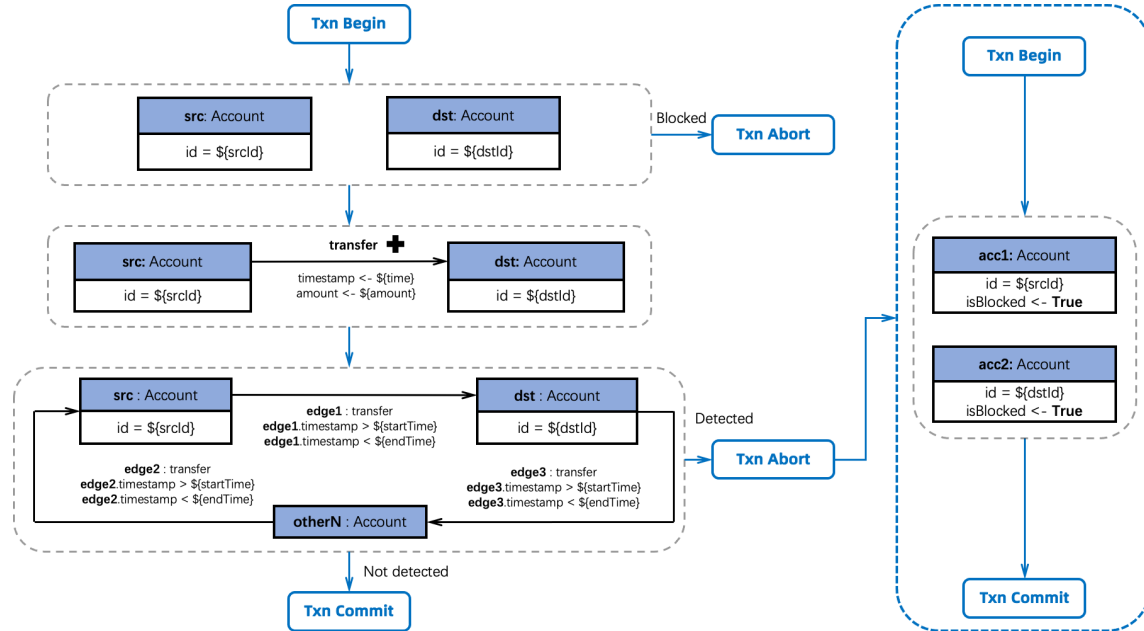 Txn Begin
src: Account
id = ${srcId}
dst: Account
id = ${dstId}
Blocked
Txn Abort
transfer
src: Account
id = ${srcId}
timestamp <- ${time}
amount <- ${amount}
dst: Account
id = ${dstId}
src : Account
id = ${srcId}
edge1 : transfer
edge1.timestamp > ${startTime}
edge1.timestamp < ${endTime}
dst : Account
id = ${dstId}
edge2 : transfer
edge2.timestamp > ${startTime}
edge2.timestamp < ${endTime}
edge3 : transfer
edge3.timestamp > ${startTime}
edge3.timestamp < ${endTime}
otherN : Account
Detected
Txn Abort
Not detected
Txn Commit
Txn Begin
acc1: Account
id = ${srcId}
isBlocked <- True
acc2: Account
id = ${dstId}
isBlocked <- True
Txn Commit